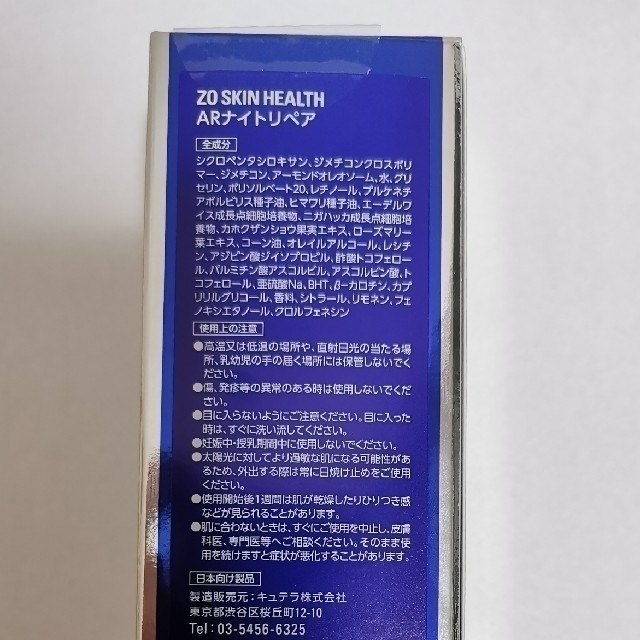 ZO SKIN HEALTH
ARナイトリペア
全成分
シクロペンタシロキサン、ジメチコンクロスポリ
マー、ジメチコン、アーモンドオレオソーム、水、グリ
セリン、ポリソルベート20、レチノール、プルケネチ
アボルビリス種子油、ヒマワリ種子油、エーデルワ
イス成長点細胞培養物、ニガハッカ成長点細胞培
養物、カホクザンショウ果実エキス、ローズマリー
葉エキス、コーン油、オレイルアルコール、レシチ
ン、アジピン酸ジイソプロピル、酢酸トコフェロー
ル、パルミチン酸アスコルビル、アスコルビン酸、ト
コフェロール、亜硫酸Na、BHT、β-カロチン、カプ
リリルグリコール、香料、シトラール、リモネン、フェ
ノキシエタノール、クロルフェネシン
使用上の注意
●高温又は低温の場所や、直射日光の当たる場
所、乳幼児の手の届く場所には保管しないでく
ださい。
●傷、発疹等の異常のある時は使用しないでくだ
さい。
●目に入らないようにご注意ください。目に入った
時は、すぐに洗い流してください。
●妊娠中・授乳期間中に使用しないでください。
●太陽光に対してより過敏な肌になる可能性があ
るため、外出する際は常に日焼け止めをご使用
ください。
●使用開始後1週間は肌が乾燥したりひりつき感
などが見られることがあります。
●肌に合わないときは、すぐにご使用を中止し、皮膚
科医、専門医等へご相談ください。そのまま使
用を続けますと症状が悪化することがあります。
日本向け製品
製造販売元:キュテラ株式会社
東京都渋谷区桜丘町12-10
Tel: 03-5456-6325